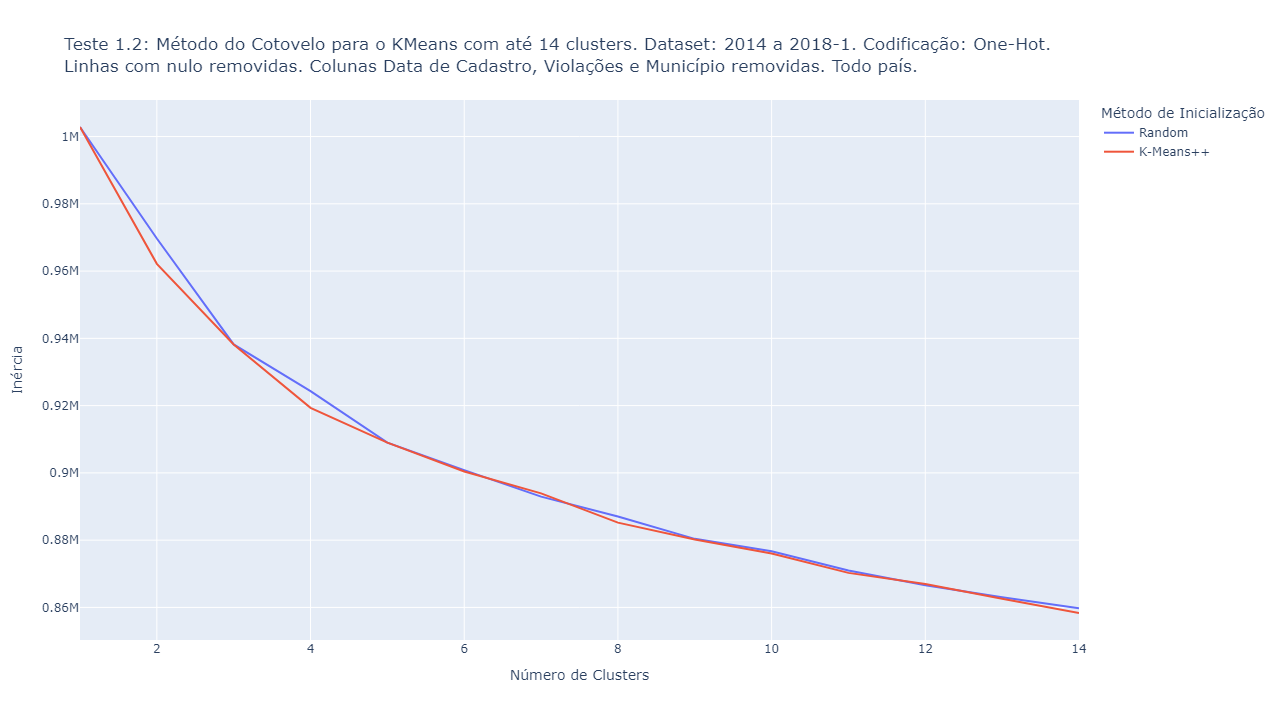 Teste 1.2: Método do Cotovelo para o KMeans com até 14 clusters. Dataset: 2014 a 2018-1. Codificação: One-Hot.
Linhas com nulo removidas. Colunas Data de Cadastro, Violações e Município removidas. Todo país.
Método de Inicialização
Random
K-Means++
1M
0.98M
0.96M
0.94M
0.92M
0.9M
0.88M
0.86M
Inércia
2
4
6
8
10
12
14
Número de Clusters